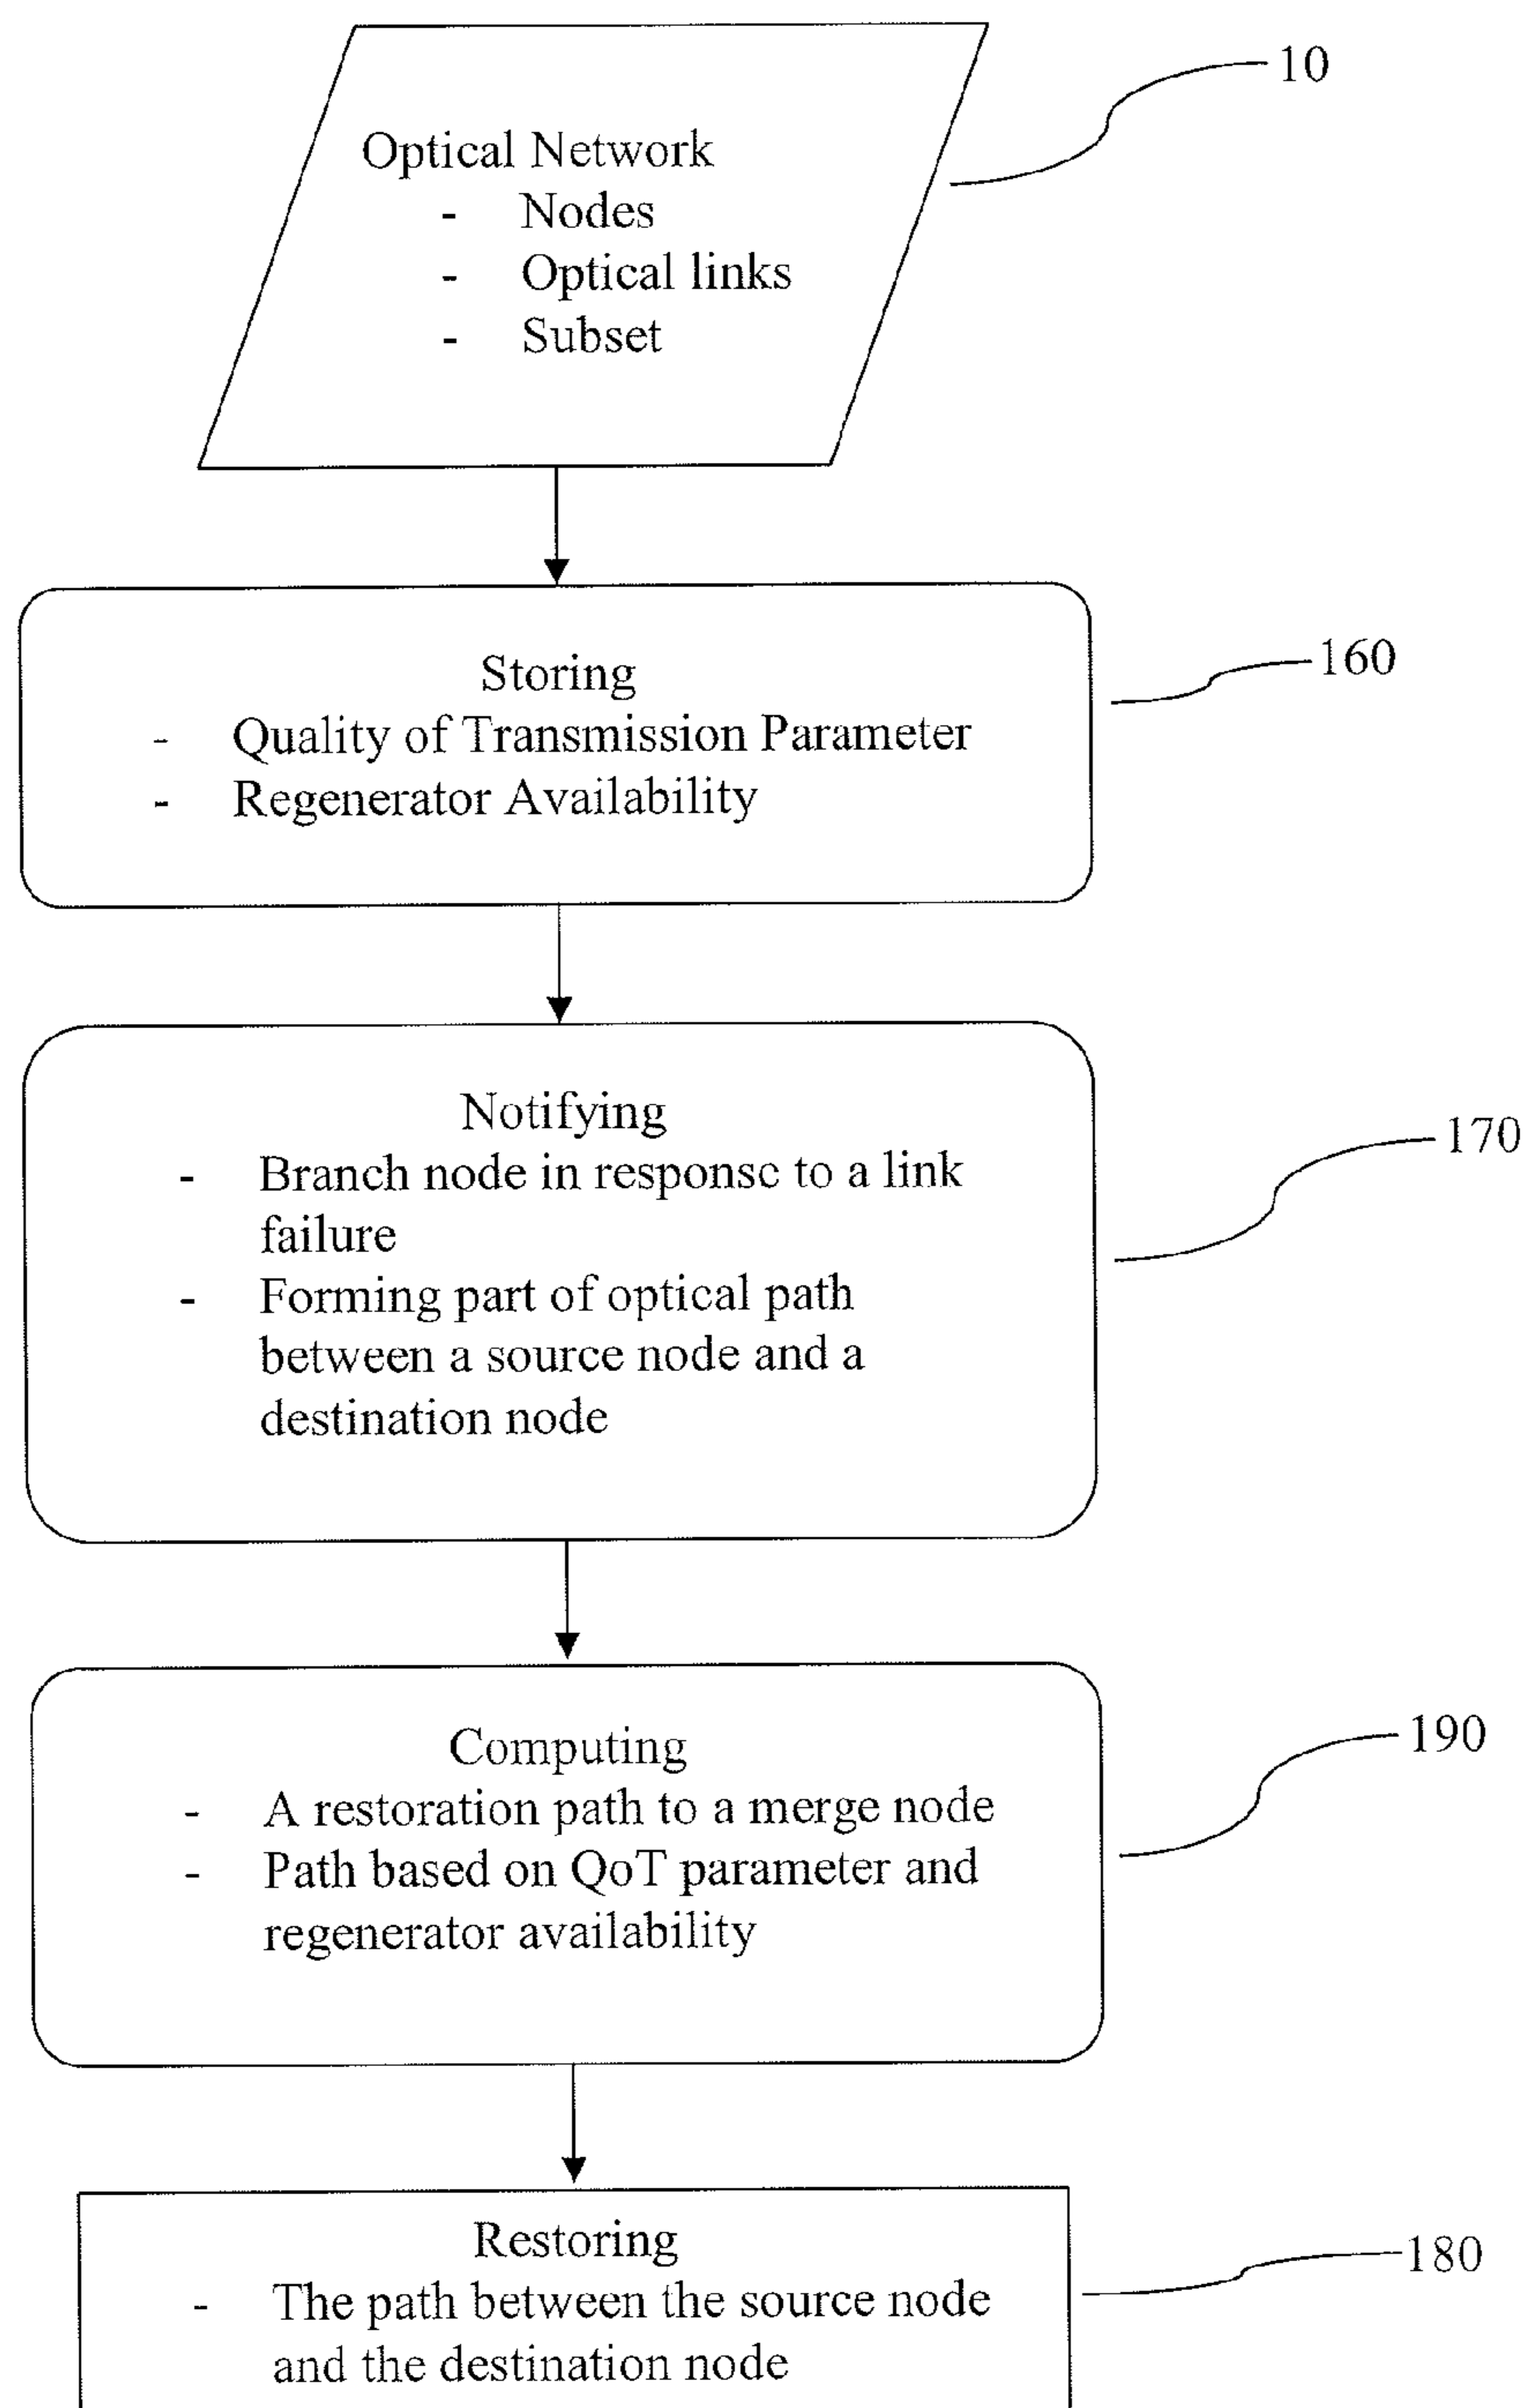 10
Optical Network
- Nodes
- Optical links
- Subset
160
Storing
- Quality of Transmission Parameter
- Regenerator Availability
170
Notifying
- Branch node in response to a link
failure
- Forming part of optical path
between a source node and a
destination node
190
Computing
- A restoration path to a merge node
- Path based on QoT parameter and
regenerator availability
180
Restoring
- The path between the source node
and the destination node